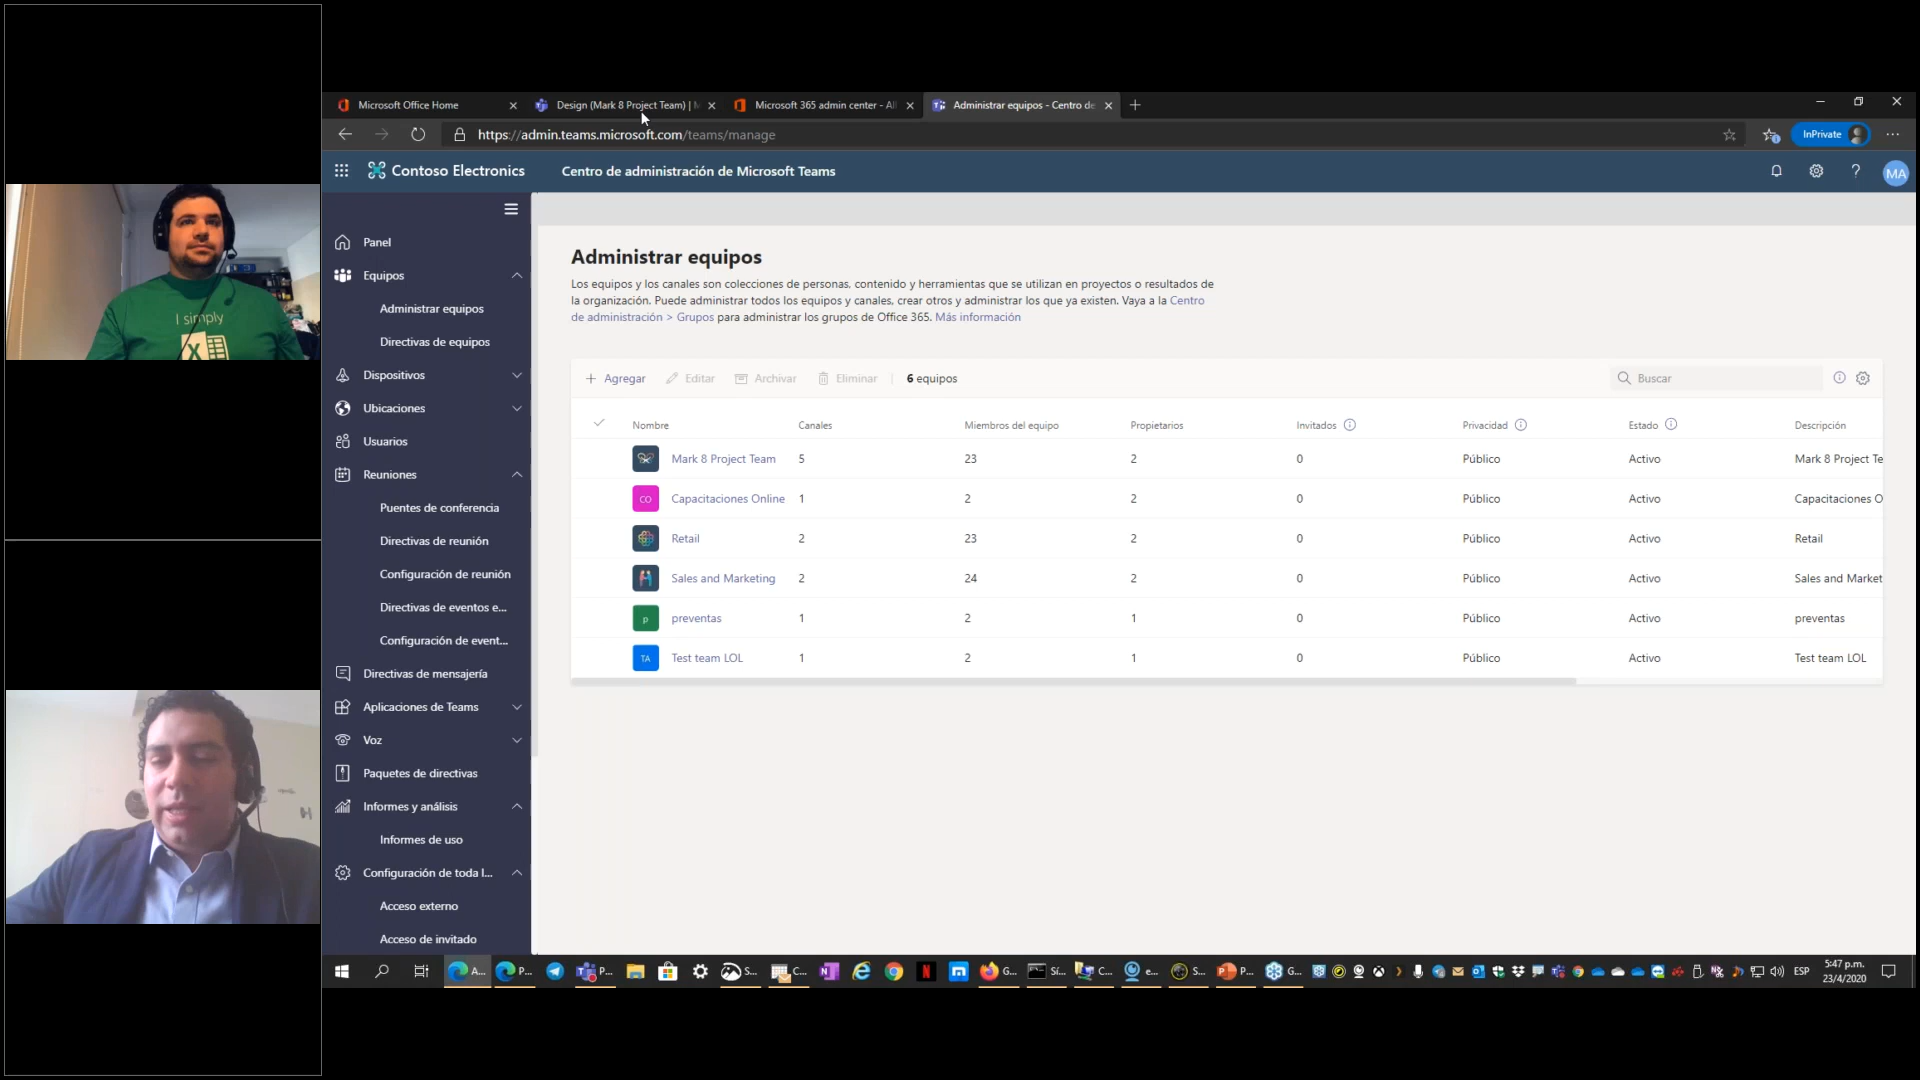 I simply
Microsoft Office Home
Design (Mark 8 Project Team) | M
Microsoft 365 admin center - Al
Administrar equipos - Centro de
https://admin.teams.microsoft.com/teams/manage
InPrivate
Contoso Electronics
Centro de administración de Microsoft Teams
MA
Panel
Equipos
Administrar equipos
Directivas de equipos
Dispositivos
Ubicaciones
Usuarios
Reuniones
Puentes de conferencia
Directivas de reunión
Configuración de reunión
Directivas de eventos e...
Configuración de event...
Directivas de mensajería
Aplicaciones de Teams
Voz
Paquetes de directivas
Informes y análisis
Informes de uso
Configuración de toda l...
Acceso externo
Acceso de invitado
Administrar equipos
Los equipos y los canales son colecciones de personas, contenido y herramientas que se utilizan en proyectos o resultados de
la organización. Puede administrar todos los equipos y canales, crear otros y administrar los que ya existen. Vaya a la Centro
de administración > Grupos para administrar los grupos de Office 365. Más información
Agregar Editar Archivar Eliminar 6 equipos Buscar
Nombre Canales Miembros del equipo Propietarios Invitados Privacidad Estado Descripción
Mark 8 Project Team 5 23 2 0 Público Activo Mark 8 Project Te
CO Capacitaciones Online 1 2 2 0 Público Activo Capacitaciones O
Retail 2 23 2 0 Público Activo Retail
Sales and Marketing 2 24 2 0 Público Activo Sales and Market
p preventas 1 2 1 0 Público Activo preventas
TA Test team LOL 1 2 1 0 Público Activo Test team LOL
A... P... P... S... C... G... Sí... C... e... S... P... G... ESP
5:47 p.m.
23/4/2020